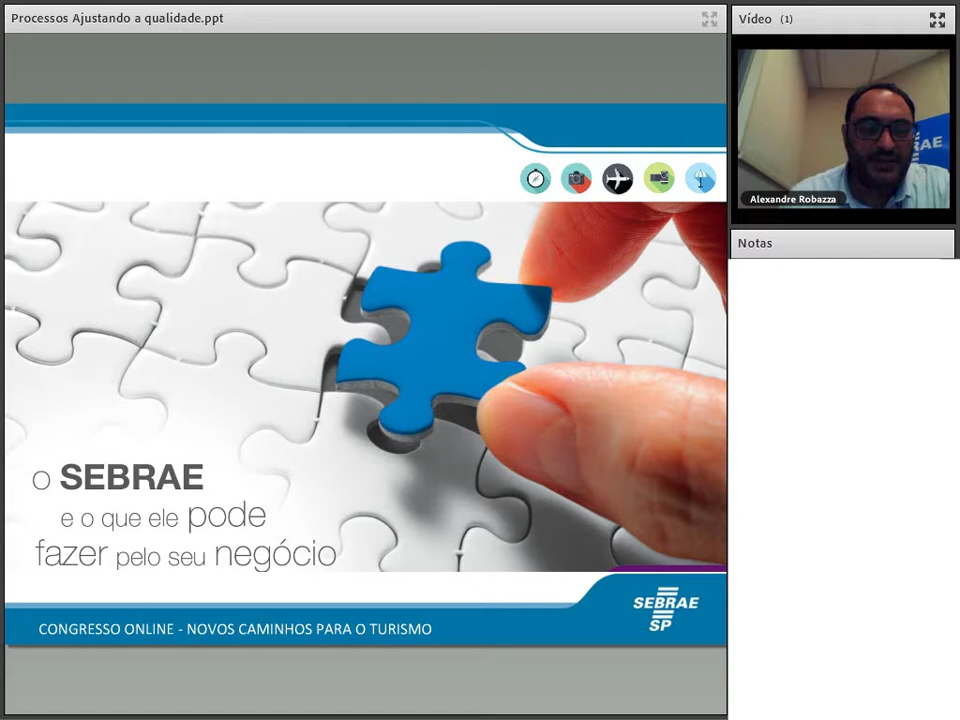 Processos Ajustando a qualidade.ppt
Vídeo (1)
RAE
Alexandre Robazza
Notas
o SEBRAE
e o que ele pode
fazer pelo seu negócio
SEBRAE
SP
CONGRESSO ONLINE - NOVOS CAMINHOS PARA O TURISMO